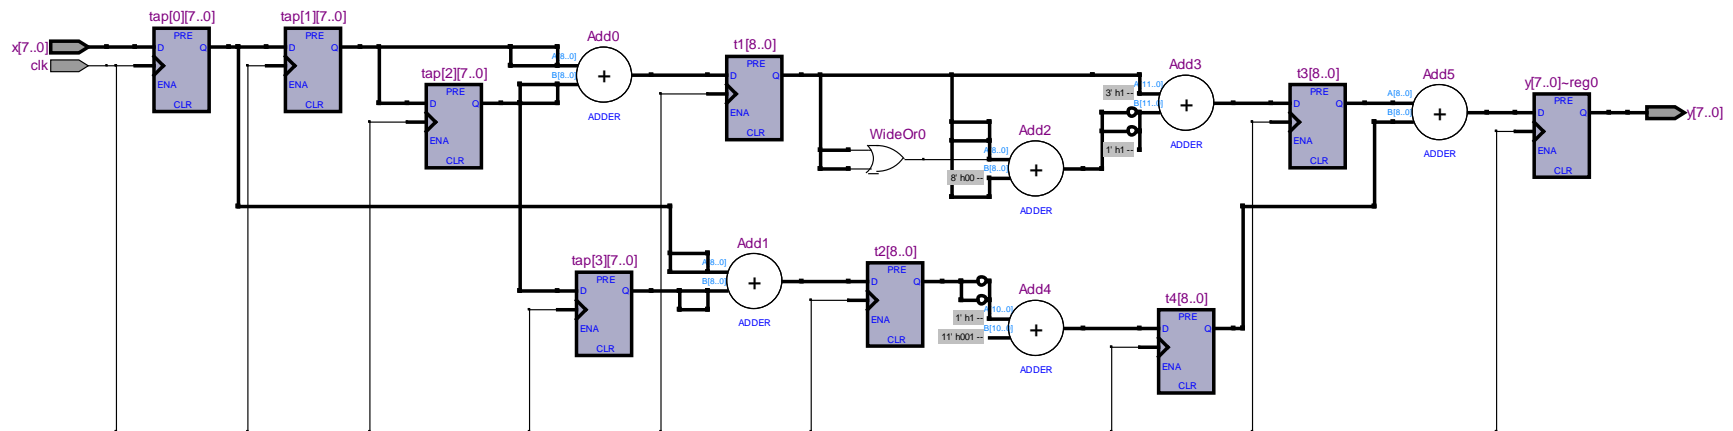 x[7..0]
clk
tap[0][7..0]
PRE
D
Q
ENA
CLR
tap[1][7..0]
PRE
D
Q
ENA
CLR
tap[2][7..0]
PRE
D
Q
ENA
CLR
Add0
A[8..0]
B[8..0]
+
ADDER
t1[8..0]
PRE
D
Q
ENA
CLR
WideOr0
Add2
A[8..0]
B[8..0]
8' h00 --
+
ADDER
Add3
A[11..0]
3' h1 --
B[11..0]
1' h1 --
+
ADDER
t3[8..0]
PRE
D
Q
ENA
CLR
Add5
A[8..0]
B[8..0]
+
ADDER
y[7..0]~reg0
PRE
D
Q
ENA
CLR
y[7..0]
tap[3][7..0]
PRE
D
Q
ENA
CLR
Add1
A[8..0]
B[8..0]
+
ADDER
t2[8..0]
PRE
D
Q
ENA
CLR
Add4
A[10..0]
1' h1 --
B[10..0]
11' h001 --
+
ADDER
t4[8..0]
PRE
D
Q
ENA
CLR